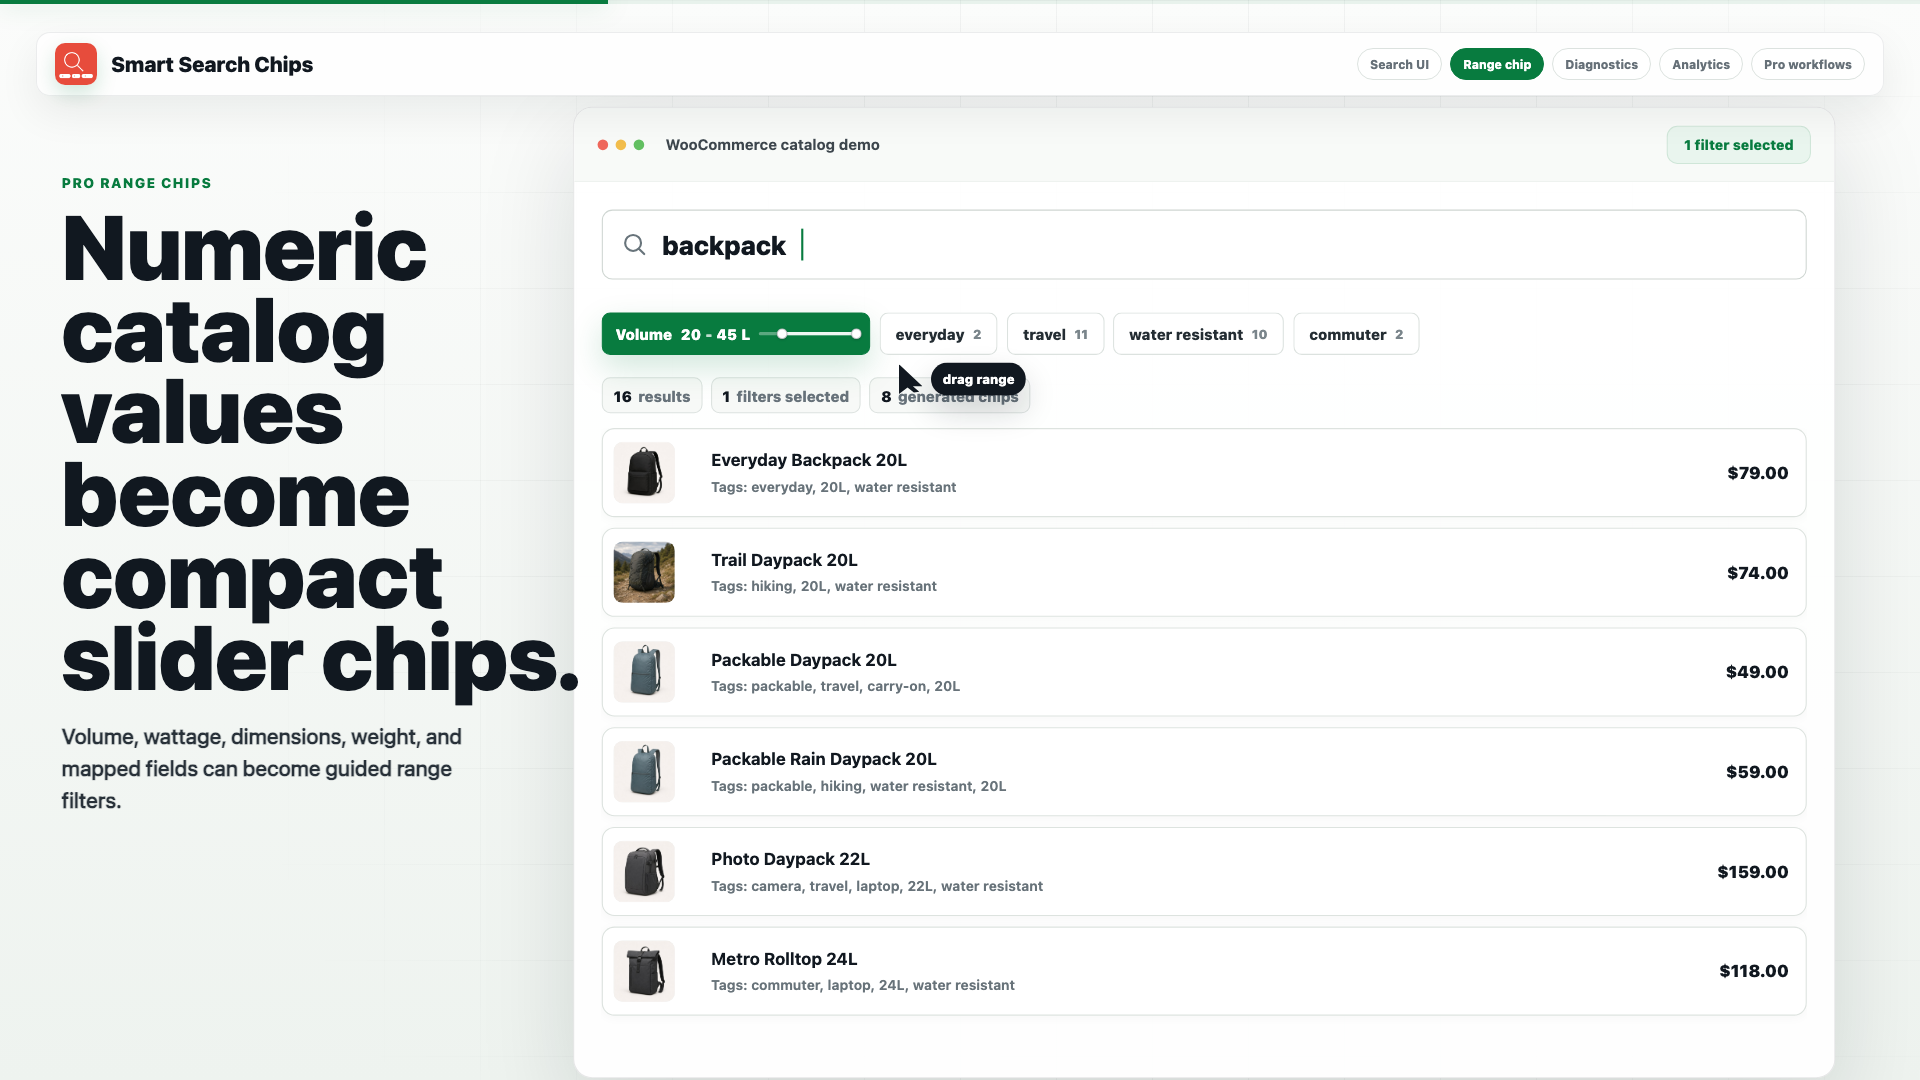 Smart Search Chips
Search UI
Range chip
Diagnostics
Analytics
Pro workflows
PRO RANGE CHIPS
Numeric
catalog
values
become
compact
slider chips.
Volume, wattage, dimensions, weight, and
mapped fields can become guided range
filters.
WooCommerce catalog demo
1 filter selected
backpack
Volume 20 - 45 L
everyday 2
travel 11
water resistant 10
commuter 2
drag range
16 results
1 filters selected
8 generated chips
Everyday Backpack 20L
Tags: everyday, 20L, water resistant
$79.00
Trail Daypack 20L
Tags: hiking, 20L, water resistant
$74.00
Packable Daypack 20L
Tags: packable, travel, carry-on, 20L
$49.00
Packable Rain Daypack 20L
Tags: packable, hiking, water resistant, 20L
$59.00
Photo Daypack 22L
Tags: camera, travel, laptop, 22L, water resistant
$159.00
Metro Rolltop 24L
Tags: commuter, laptop, 24L, water resistant
$118.00